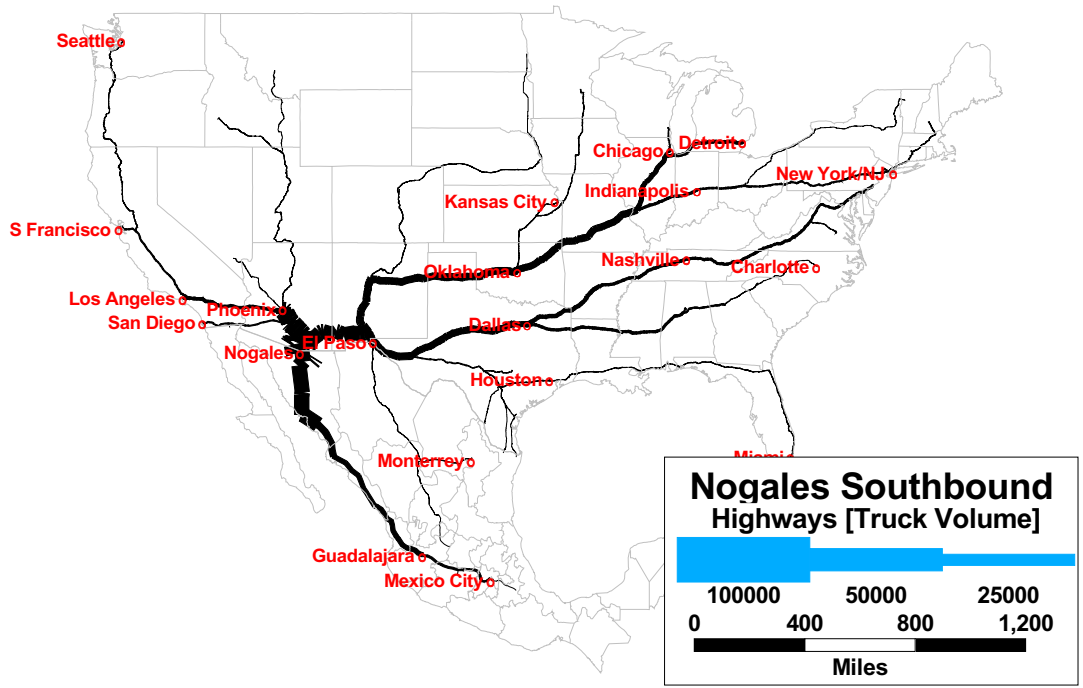 Seattle
Chicago
Detroit
New York/NJ
Indianapolis
Kansas City
S Francisco
Nashville
Charlotte
Oklahoma
Los Angeles
Phoenix
San Diego
Dallas
El Paso
Nogales
Houston
Miami
Monterrey
Guadalajara
Mexico City
Nogales Southbound
Highways [Truck Volume]
100000 50000 25000
0 400 800 1,200
Miles